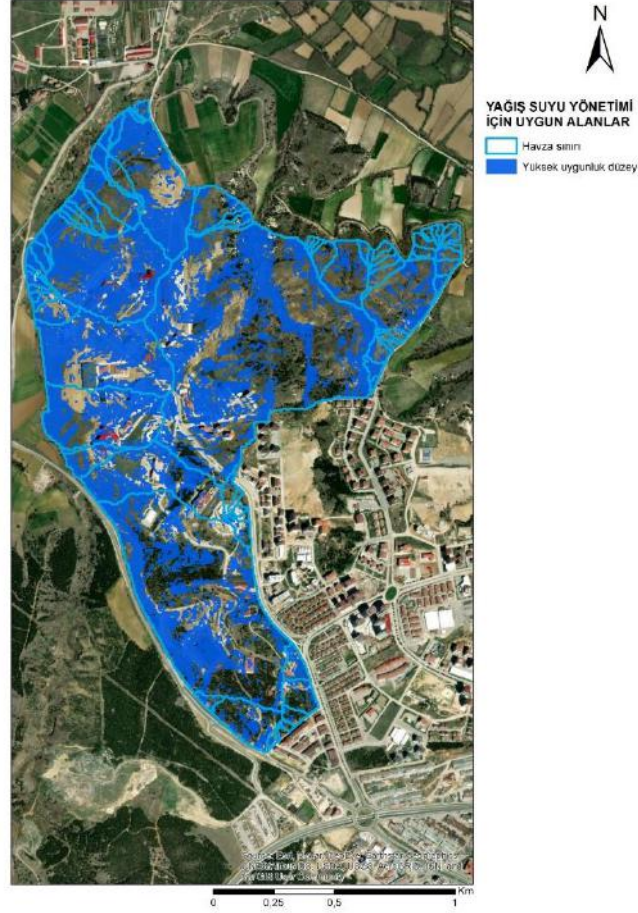 N
YAĞIŞ SUYU YÖNETİMİ
İÇİN UYGUN ALANLAR
Havza sınırı
Yüksek uygunluk düzey
Km
0 0,25 0,5 1